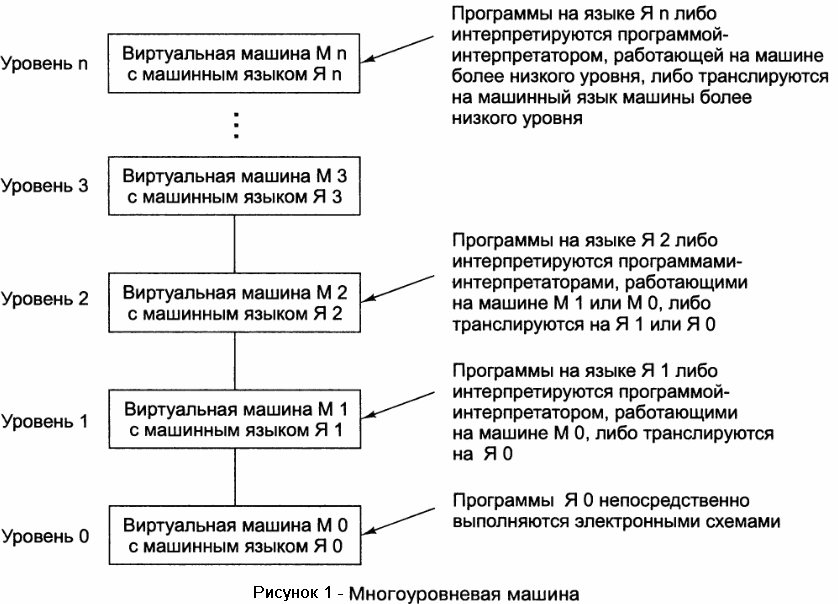 Программы на языке Я n либо
интерпретируются программой-
интерпретатором, работающей на машине
более низкого уровня, либо транслируются
на машинный язык машины более
низкого уровня
Уровень n
Виртуальная машина М n
с машинным языком Я n
Уровень 3
Виртуальная машина М 3
с машинным языком Я 3
Программы на языке Я 2 либо
интерпретируются программами-
интерпретаторами, работающими
на машине М 1 или М 0, либо
транслируются на Я 1 или Я 0
Уровень 2
Виртуальная машина М 2
с машинным языком Я 2
Программы на языке Я 1 либо
интерпретируются программой-
интерпретатором, работающими
на машине М 0, либо транслируются
на Я 0
Уровень 1
Виртуальная машина М 1
с машинным языком Я 1
Программы Я 0 непосредственно
выполняются электронными схемами
Уровень 0
Виртуальная машина М 0
с машинным языком Я 0
Рисунок 1 - Многоуровневая машина